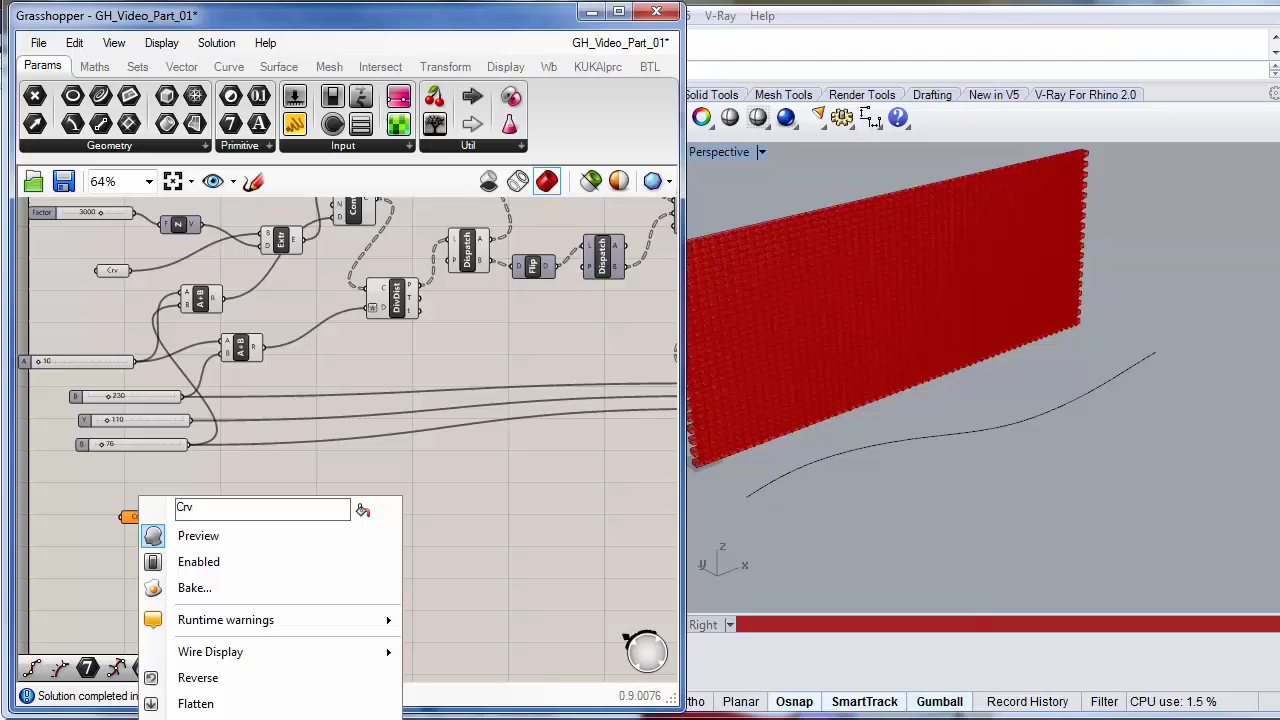 Grasshopper - GH_Video_Part_01*
V-Ray Help
File Edit View Display Solution Help GH_Video_Part_01*
Params Maths Sets Vector Curve Surface Mesh Intersect Transform Display Wb KUKA|prc BTL
Solid Tools Mesh Tools Render Tools Drafting New in V5 V-Ray For Rhino 2.0
Geometry Primitive Input Util
Perspective
64%
Factor 3000
F Z V
N
D
B D Extr E
L P Dispatch A B
L P Dispatch A B
D Flip D
Crv
A B A+B R
C D DivDist P T t
A B A+B R
A 10
B 230
V 110
B 76
Crv
Preview
Enabled
Bake...
Runtime warnings
Wire Display
Reverse
Flatten
z
y x
Right
Solution completed in
0.9.0076
Planar Osnap SmartTrack Gumball Record History Filter CPU use: 1.5 %